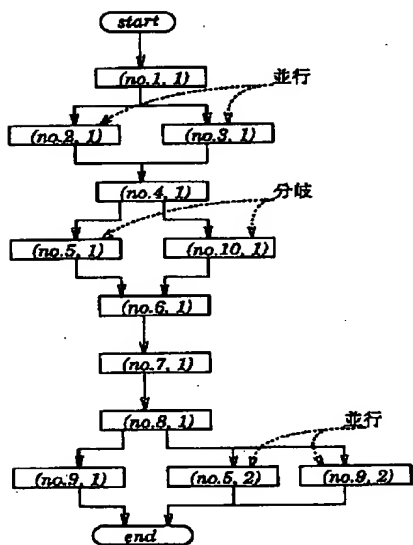 start
(no.1, 1)
並行
(no.2, 1)
(no.3, 1)
(no.4, 1)
分岐
(no.5, 1)
(no.10, 1)
(no.6, 1)
(no.7, 1)
(no.8, 1)
並行
(no.9, 1)
(no.5, 2)
(no.9, 2)
end